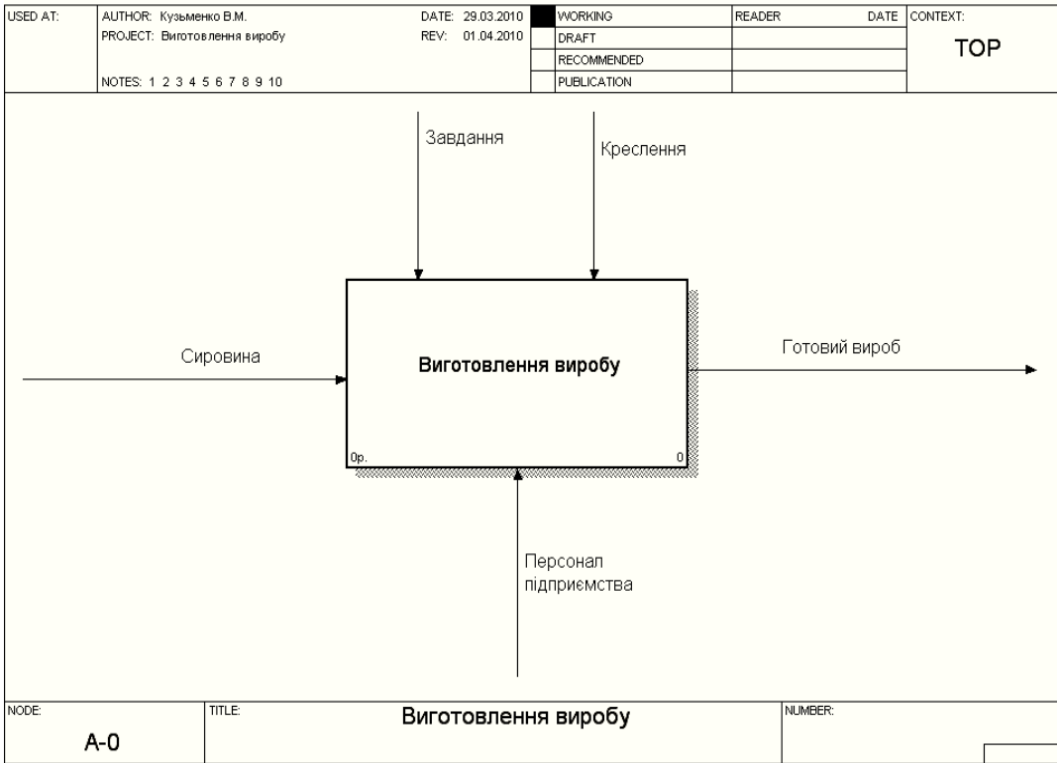 USED AT:
AUTHOR: Кузьменко В.М.
DATE: 29.03.2010
WORKING
READER
DATE
CONTEXT:
PROJECT: Виготовлення виробу
REV: 01.04.2010
DRAFT
TOP
RECOMMENDED
NOTES: 1 2 3 4 5 6 7 8 9 10
PUBLICATION
Завдання
Креслення
Сировина
Виготовлення виробу
Готовий вироб
0р.
0
Персонал
підприємства
NODE:
TITLE:
Виготовлення виробу
NUMBER:
A-0